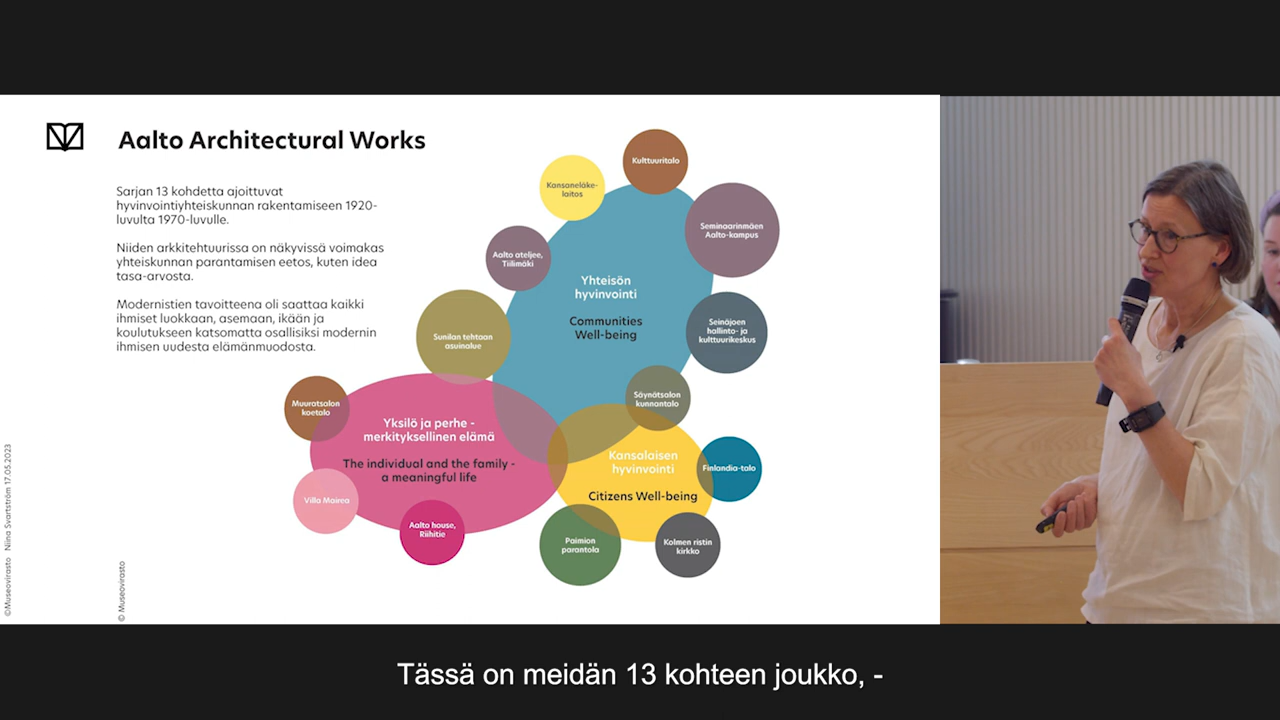 Aalto Architectural Works
Sarjan 13 kohdetta ajoittuvat
hyvinvointiyhteiskunnan rakentamiseen 1920-
luvulta 1970-luvulle.
Niiden arkkitehtuurissa on näkyvissä voimakas
yhteiskunnan parantamisen eetos, kuten idea
tasa-arvosta.
Modernistien tavoitteena oli saattaa kaikki
ihmiset luokkaan, asemaan, ikään ja
koulutukseen katsomatta osallisiksi modernin
ihmisen uudesta elämänmuodosta.
Kulttuuritalo
Kansaneläke-
laitos
Seminaarinmäen
Aalto-kampus
Aalto ateljee,
Tiilimäki
Yhteisön
hyvinvointi
Communities
Well-being
Seinäjoen
hallinto- ja
kulttuurikeskus
Sunilan tehtaan
asuinalue
Säynätsalon
kunnantalo
Muuratsalon
koetalo
Yksilö ja perhe -
merkityksellinen elämä
The individual and the family -
a meaningful life
Kansalaisen
hyvinvointi
Citizens Well-being
Finlandia-talo
Villa Mairea
Aalto house,
Riihitie
Paimion
parantola
Kolmen ristin
kirkko
©Museovirasto Niina Svartström 17.05.2023
© Museovirasto
Tässä on meidän 13 kohteen joukko, -